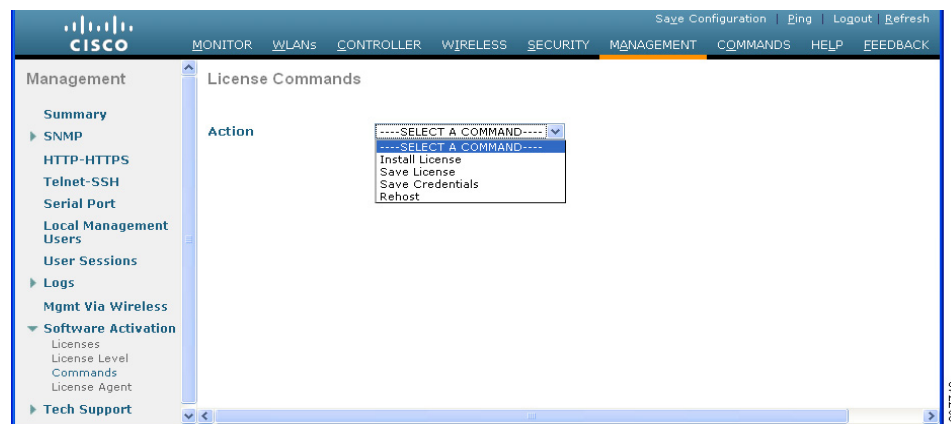 Save Configuration | Ping | Logout | Refresh
CISCO
MONITOR WLANs CONTROLLER WIRELESS SECURITY MANAGEMENT COMMANDS HELP FEEDBACK
Management
Summary
SNMP
HTTP-HTTPS
Telnet-SSH
Serial Port
Local Management
Users
User Sessions
Logs
Mgmt Via Wireless
Software Activation
Licenses
License Level
Commands
License Agent
Tech Support
License Commands
Action
----SELECT A COMMAND----
----SELECT A COMMAND----
Install License
Save License
Save Credentials
Rehost